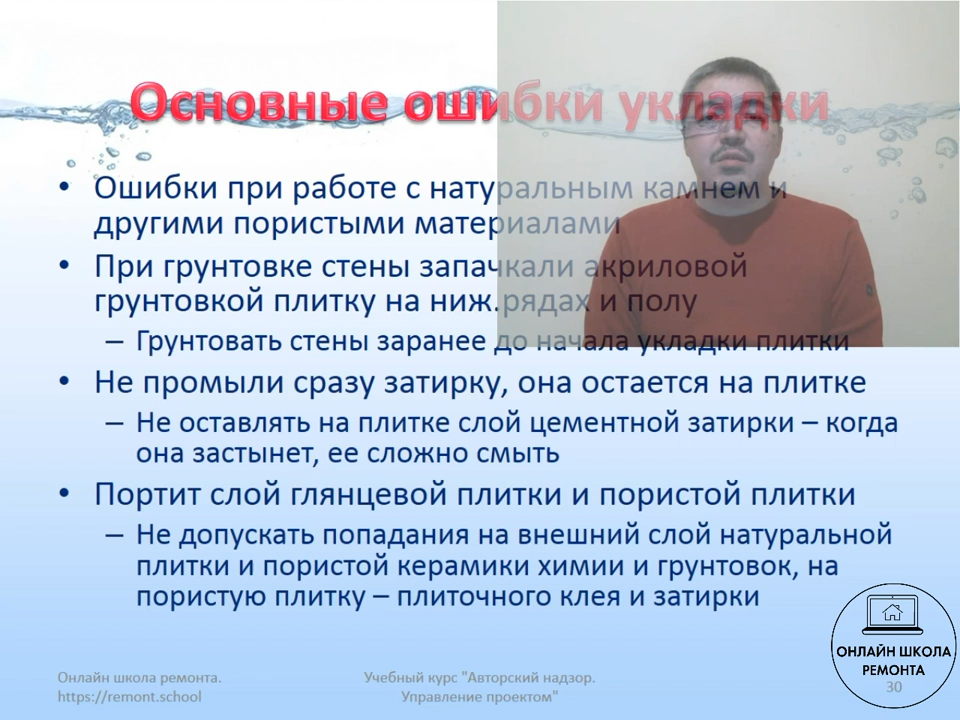 Основные ошибки укладки
• Ошибки при работе с натуральным камнем и
другими пористыми материалами
• При грунтовке стены запачкали акриловой
грунтовкой плитку на ниж.рядах и полу
– Грунтовать стены заранее до начала укладки плитки
• Не промыли сразу затирку, она остается на плитке
– Не оставлять на плитке слой цементной затирки – когда
она застынет, ее сложно смыть
• Портит слой глянцевой плитки и пористой плитки
– Не допускать попадания на внешний слой натуральной
плитки и пористой керамики химии и грунтовок, на
пористую плитку – плиточного клея и затирки
ОНЛАЙН ШКОЛА
РЕМОНТА
Онлайн школа ремонта.
https://remont.school
Учебный курс "Авторский надзор.
Управление проектом"
30